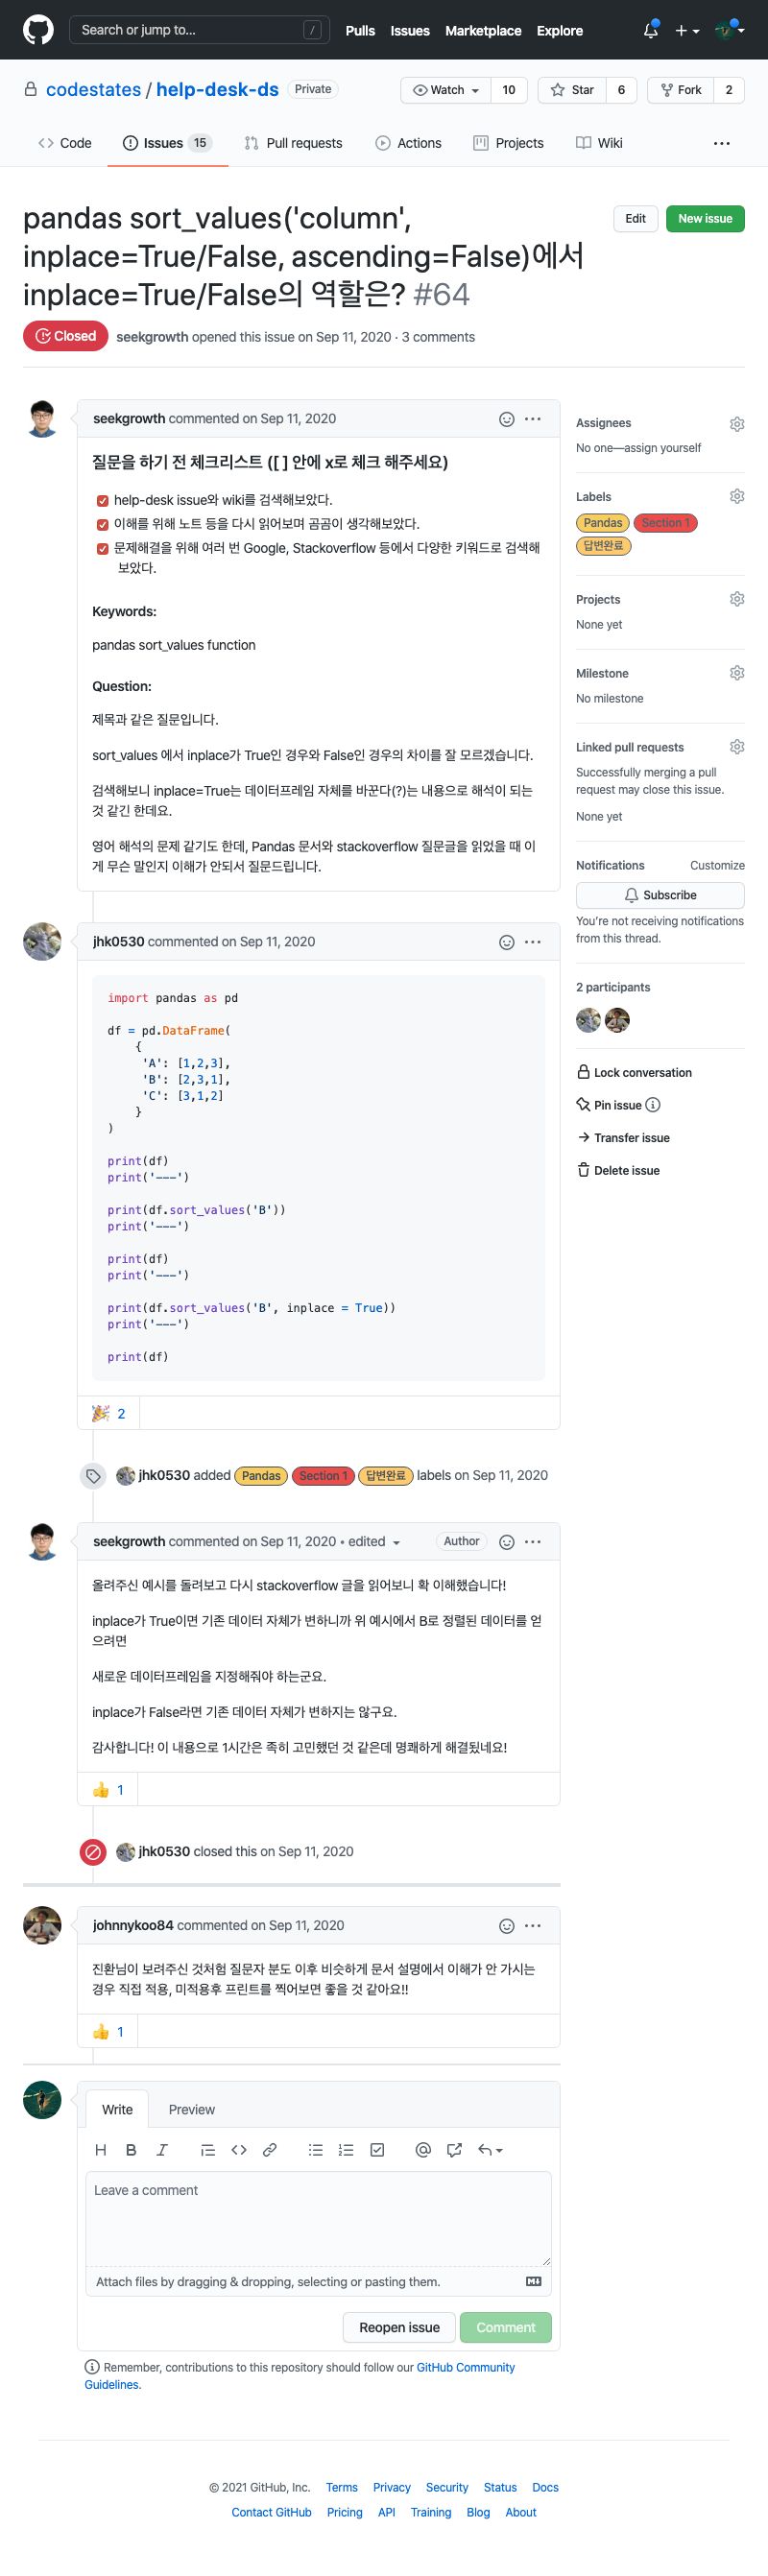 Search or jump to... /
Pulls Issues Marketplace Explore
codestates / help-desk-ds Private
Watch 10 Star 6 Fork 2
Code Issues 15 Pull requests Actions Projects Wiki ...
pandas sort_values('column',
inplace=True/False, ascending=False)에서
inplace=True/False의 역할은? #64
Edit New issue
Closed seekgrowth opened this issue on Sep 11, 2020 · 3 comments
seekgrowth commented on Sep 11, 2020
질문을 하기 전 체크리스트 ([ ] 안에 x로 체크 해주세요)
help-desk issue와 wiki를 검색해보았다.
이해를 위해 노트 등을 다시 읽어보며 곰곰이 생각해보았다.
문제해결을 위해 여러 번 Google, Stackoverflow 등에서 다양한 키워드로 검색해
보았다.
Keywords:
pandas sort_values function
Question:
제목과 같은 질문입니다.
sort_values 에서 inplace가 True인 경우와 False인 경우의 차이를 잘 모르겠습니다.
검색해보니 inplace=True는 데이터프레임 자체를 바꾼다(?)는 내용으로 해석이 되는
것 같긴 한데요.
영어 해석의 문제 같기도 한데, Pandas 문서와 stackoverflow 질문글을 읽었을 때 이
게 무슨 말인지 이해가 안되서 질문드립니다.
Assignees
No one—assign yourself
Labels
Pandas Section 1
답변완료
Projects
None yet
Milestone
No milestone
Linked pull requests
Successfully merging a pull
request may close this issue.
None yet
Notifications Customize
Subscribe
You're not receiving notifications
from this thread.
2 participants
Lock conversation
Pin issue
Transfer issue
Delete issue
jhk0530 commented on Sep 11, 2020
import pandas as pd
df = pd.DataFrame(
{
'A': [1,2,3],
'B': [2,3,1],
'C': [3,1,2]
}
)
print(df)
print('---')
print(df.sort_values('B'))
print('---')
print(df)
print('---')
print(df.sort_values('B', inplace = True))
print('---')
print(df)
2
jhk0530 added Pandas Section 1 답변완료 labels on Sep 11, 2020
seekgrowth commented on Sep 11, 2020 • edited Author
올려주신 예시를 돌려보고 다시 stackoverflow 글을 읽어보니 확 이해했습니다!
inplace가 True이면 기존 데이터 자체가 변하니까 위 예시에서 B로 정렬된 데이터를 얻
으려면
새로운 데이터프레임을 지정해줘야 하는군요.
inplace가 False라면 기존 데이터 자체가 변하지는 않구요.
감사합니다! 이 내용으로 1시간은 족히 고민했던 것 같은데 명쾌하게 해결됬네요!
1
jhk0530 closed this on Sep 11, 2020
johnnykoo84 commented on Sep 11, 2020
진환님이 보려주신 것처험 질문자 분도 이후 비슷하게 문서 설명에서 이해가 안 가시는
경우 직접 적용, 미적용후 프린트를 찍어보면 좋을 것 같아요!!
1
Write Preview
Leave a comment
Attach files by dragging & dropping, selecting or pasting them.
Reopen issue Comment
Remember, contributions to this repository should follow our GitHub Community
Guidelines.
© 2021 GitHub, Inc. Terms Privacy Security Status Docs
Contact GitHub Pricing API Training Blog About